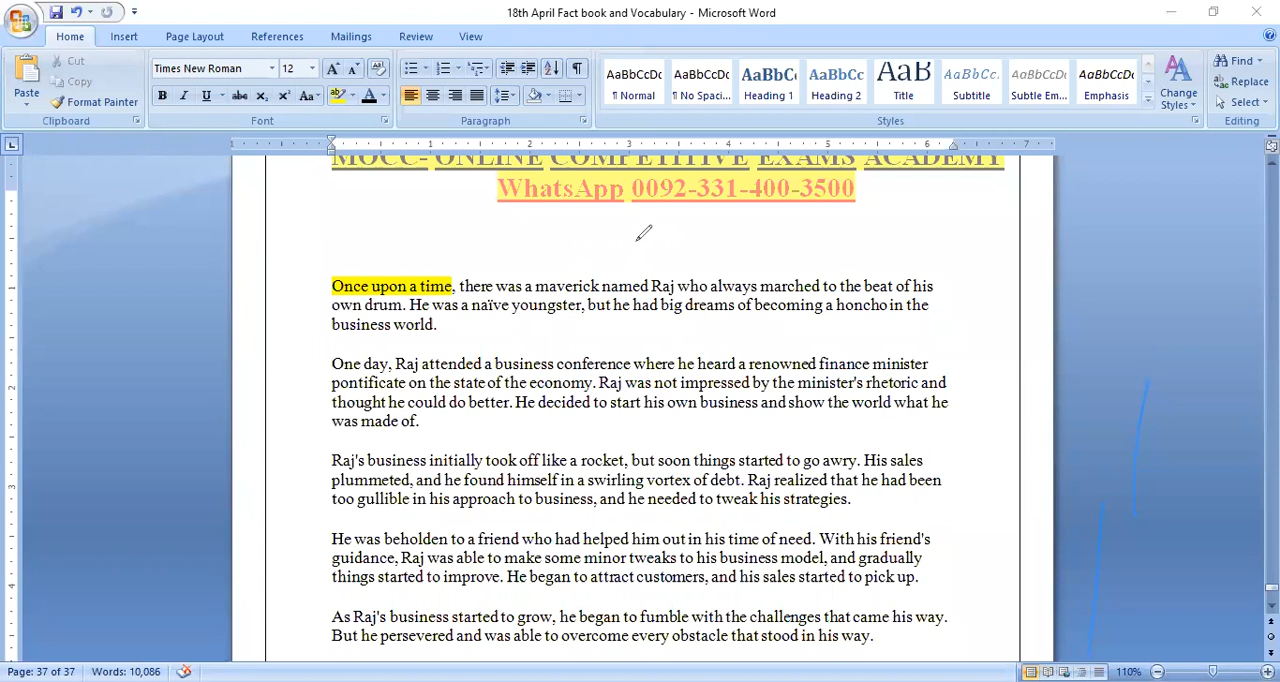 18th April Fact book and Vocabulary - Microsoft Word
Home Insert Page Layout References Mailings Review View
Paste
Cut
Copy
Format Painter
Clipboard
Times New Roman 12
Font
Paragraph
AaBbCcDc AaBbCcDc AaBbC AaBbCc AaB AaBbCc. AaBbCcDc AaBbCcDc
¶ Normal ¶ No Spaci... Heading 1 Heading 2 Title Subtitle Subtle Em... Emphasis
Styles
Change Styles
Find
Replace
Select
Editing
MOCC- ONLINE COMPETITIVE EXAMS ACADEMY
WhatsApp 0092-331-400-3500
Once upon a time, there was a maverick named Raj who always marched to the beat of his
own drum. He was a naïve youngster, but he had big dreams of becoming a honcho in the
business world.
One day, Raj attended a business conference where he heard a renowned finance minister
pontificate on the state of the economy. Raj was not impressed by the minister's rhetoric and
thought he could do better. He decided to start his own business and show the world what he
was made of.
Raj's business initially took off like a rocket, but soon things started to go awry. His sales
plummeted, and he found himself in a swirling vortex of debt. Raj realized that he had been
too gullible in his approach to business, and he needed to tweak his strategies.
He was beholden to a friend who had helped him out in his time of need. With his friend's
guidance, Raj was able to make some minor tweaks to his business model, and gradually
things started to improve. He began to attract customers, and his sales started to pick up.
As Raj's business started to grow, he began to fumble with the challenges that came his way.
But he persevered and was able to overcome every obstacle that stood in his way.
Page: 37 of 37 Words: 10,086 110%